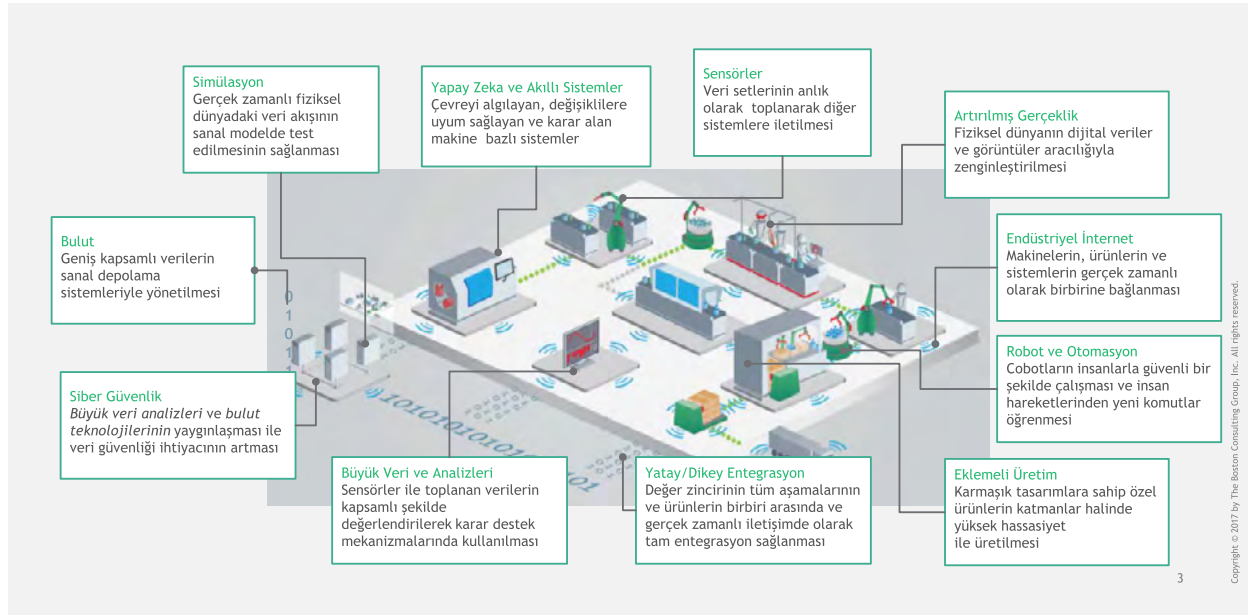 Simülasyon
Gerçek zamanlı fiziksel
dünyadaki veri akışının
sanal modelde test
edilmesinin sağlanması
Yapay Zeka ve Akıllı Sistemler
Çevreyi algılayan, değişiklilere
uyum sağlayan ve karar alan
makine bazlı sistemler
Sensörler
Veri setlerinin anlık
olarak toplanarak diğer
sistemlere iletilmesi
Artırılmış Gerçeklik
Fiziksel dünyanın dijital veriler
ve görüntüler aracılığıyla
zenginleştirilmesi
Bulut
Geniş kapsamlı verilerin
sanal depolama
sistemleriyle yönetilmesi
Endüstriyel İnternet
Makinelerin, ürünlerin ve
sistemlerin gerçek zamanlı
olarak birbirine bağlanması
Siber Güvenlik
Büyük veri analizleri ve bulut
teknolojilerinin yaygınlaşması ile
veri güvenliği ihtiyacının artması
Robot ve Otomasyon
Cobotların insanlarla güvenli bir
şekilde çalışması ve insan
hareketlerinden yeni komutlar
öğrenmesi
Büyük Veri ve Analizleri
Sensörler ile toplanan verilerin
kapsamlı şekilde
değerlendirilerek karar destek
mekanizmalarında kullanılması
Yatay/Dikey Entegrasyon
Değer zincirinin tüm aşamalarının
ve ürünlerin birbiri arasında ve
gerçek zamanlı iletişimde olarak
tam entegrasyon sağlanması
Eklemeli Üretim
Karmaşık tasarımlara sahip özel
ürünlerin katmanlar halinde
yüksek hassasiyet
ile üretilmesi
3
Copyright © 2017 by The Boston Consulting Group, Inc. All rights reserved.